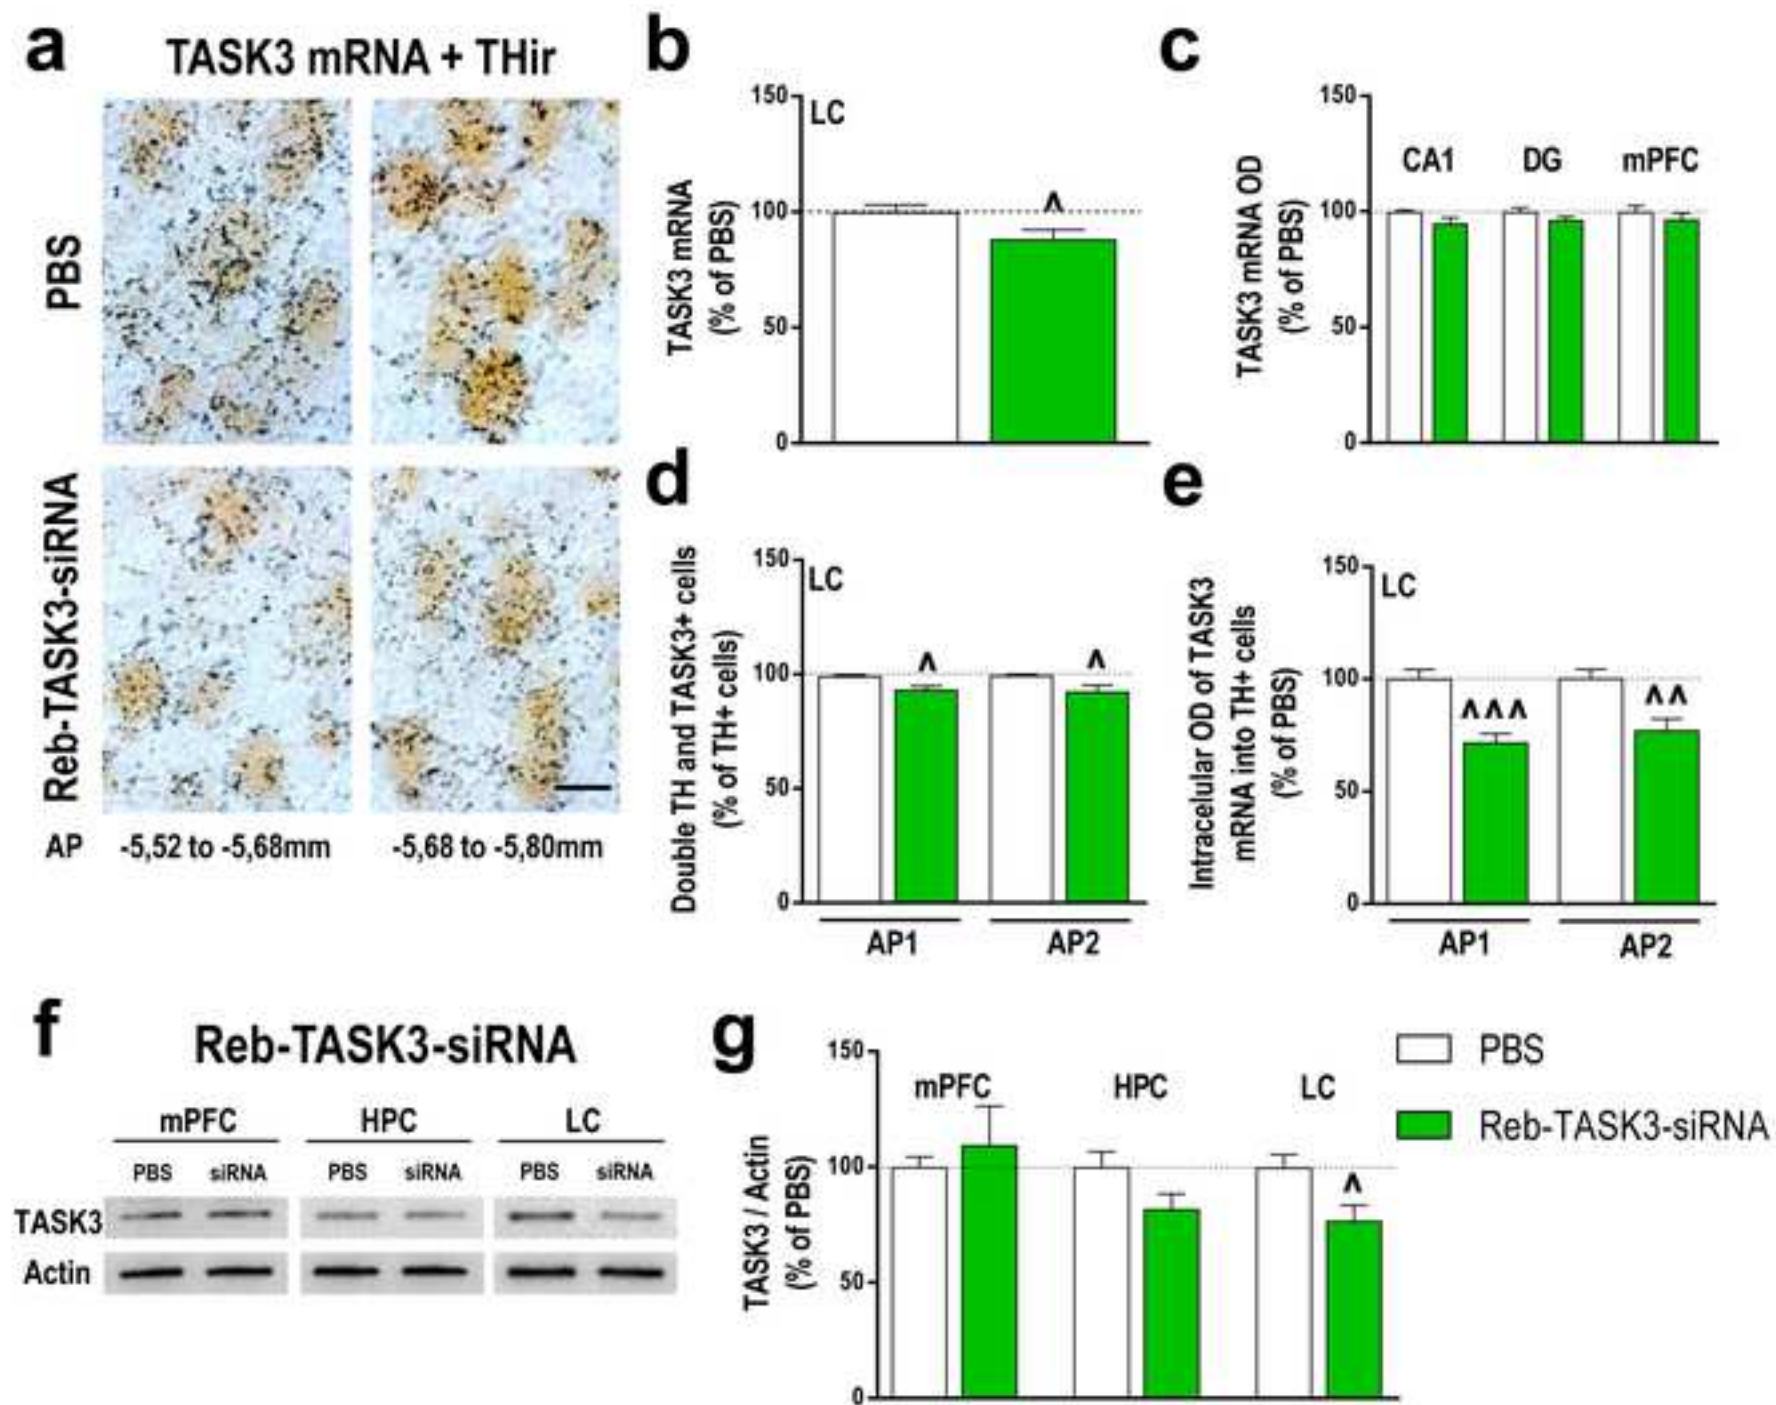 a
TASK3 mRNA + THir
PBS
Reb-TASK3-siRNA
AP
-5,52 to -5,68mm
-5,68 to -5,80mm
b
TASK3 mRNA
(% of PBS)
150
100
50
0
LC
^
c
TASK3 mRNA OD
(% of PBS)
150
100
50
0
CA1
DG
mPFC
d
Double TH and TASK3+ cells
(% of TH+ cells)
150
100
50
0
LC
^
^
AP1
AP2
e
Intracelular OD of TASK3
mRNA into TH+ cells
(% of PBS)
150
100
50
0
LC
^^^
^^
AP1
AP2
f
Reb-TASK3-siRNA
mPFC
HPC
LC
PBS
siRNA
PBS
siRNA
PBS
siRNA
TASK3
Actin
g
TASK3 / Actin
(% of PBS)
150
100
50
0
mPFC
HPC
LC
^
PBS
Reb-TASK3-siRNA